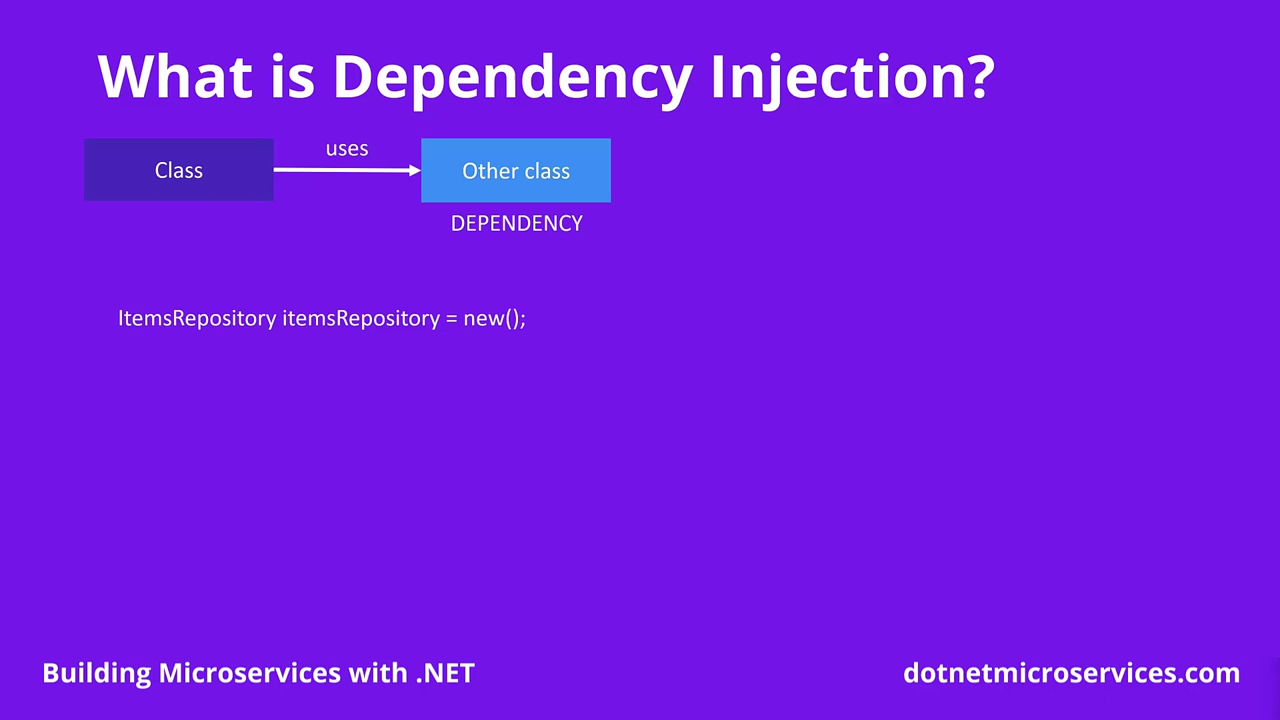 What is Dependency Injection?
uses
Class
Other class
DEPENDENCY
ItemsRepository itemsRepository = new();
Building Microservices with .NET
dotnetmicroservices.com